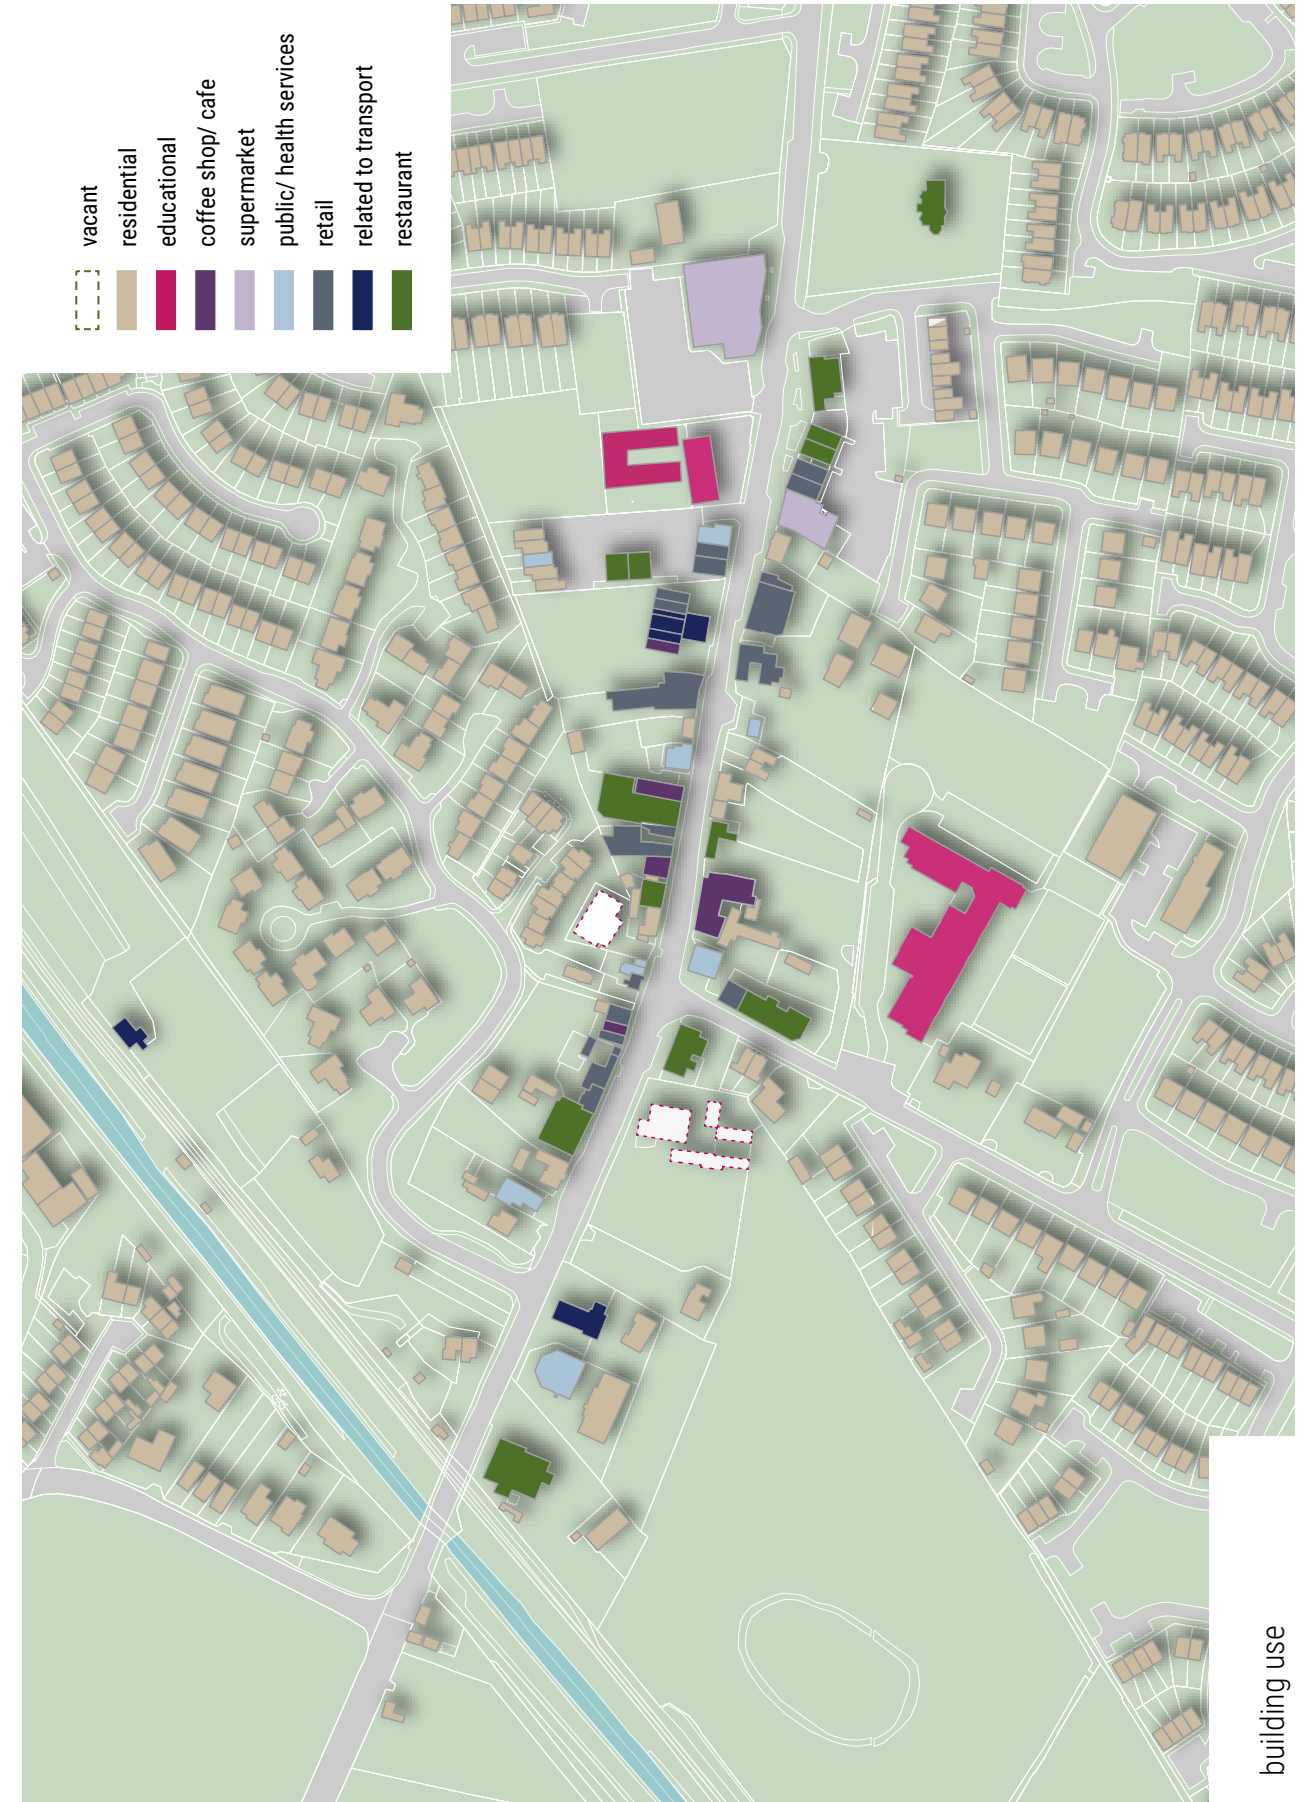 vacant
residential
educational
coffee shop/ cafe
supermarket
public/ health services
retail
related to transport
restaurant
building use